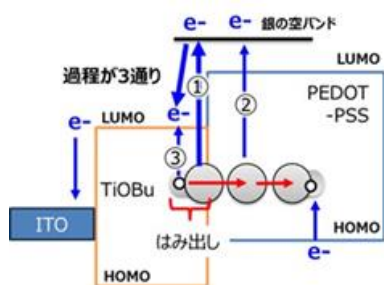 e- e- 銀の空バンド
過程が3通り
LUMO
e-
①
PEDOT
-PSS
②
e- LUMO
③
TiOBu
ITO
はみ出し
HOMO
e-
HOMO